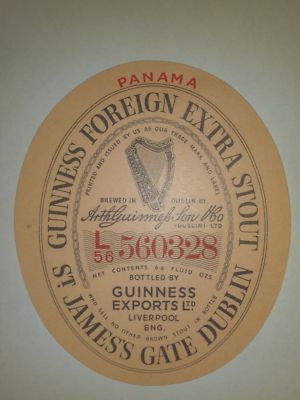 PANAMA
GUINNESS FOREIGN EXTRA STOUT
PRINTED AND ISSUED BY US AS OUR TRADE MARK AND LABEL
BREWED IN DUBLIN BY
Arth Guinness Son & Co
(DUBLIN) LTD
L
56 560328
NET CONTENTS FLUID OZS
BOTTLED BY
GUINNESS
EXPORTS LTD.
LIVERPOOL
ENG.
WHO SELL NO OTHER BROWN STOUT IN BOTTLE
ST JAMES'S GATE DUBLIN